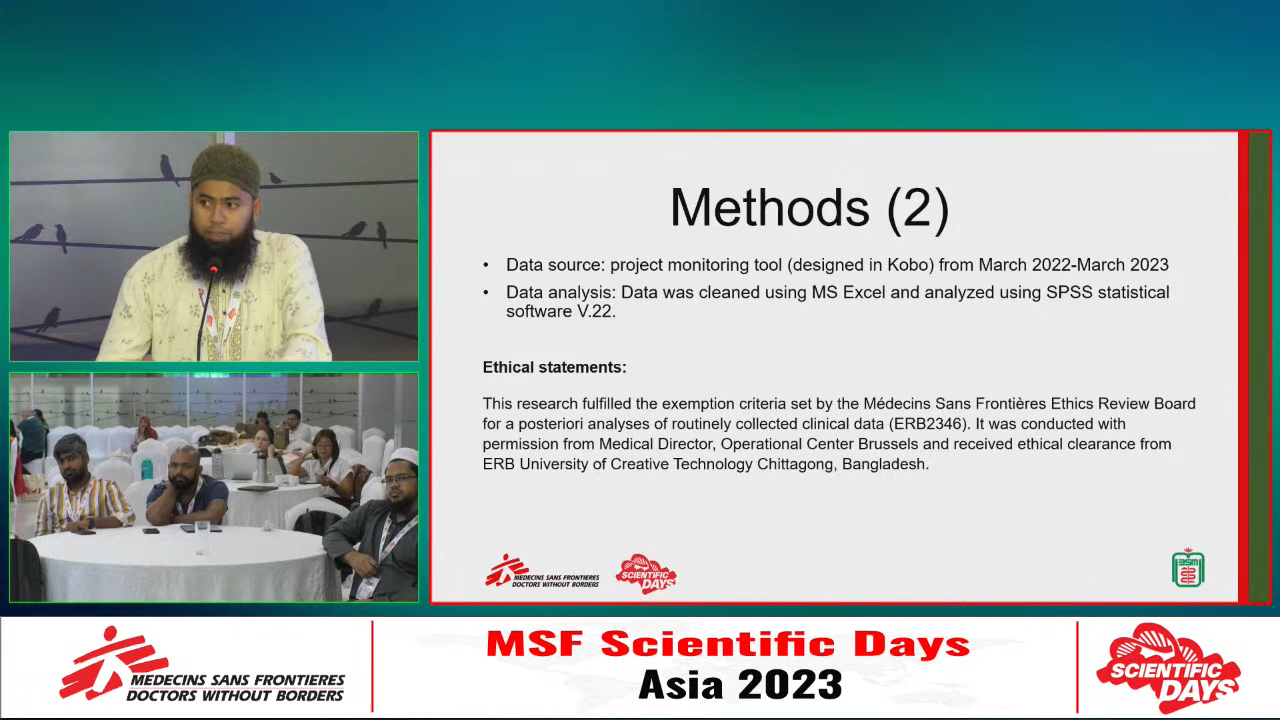 Methods (2)
• Data source: project monitoring tool (designed in Kobo) from March 2022-March 2023
• Data analysis: Data was cleaned using MS Excel and analyzed using SPSS statistical
software V.22.
Ethical statements:
This research fulfilled the exemption criteria set by the Médecins Sans Frontières Ethics Review Board
for a posteriori analyses of routinely collected clinical data (ERB2346). It was conducted with
permission from Medical Director, Operational Center Brussels and received ethical clearance from
ERB University of Creative Technology Chittagong, Bangladesh.
MEDECINS SANS FRONTIERES
DOCTORS WITHOUT BORDERS
SCIENTIFIC
DAYS
MEDECINS SANS FRONTIERES
DOCTORS WITHOUT BORDERS
MSF Scientific Days
Asia 2023
SCIENTIFIC
DAYS